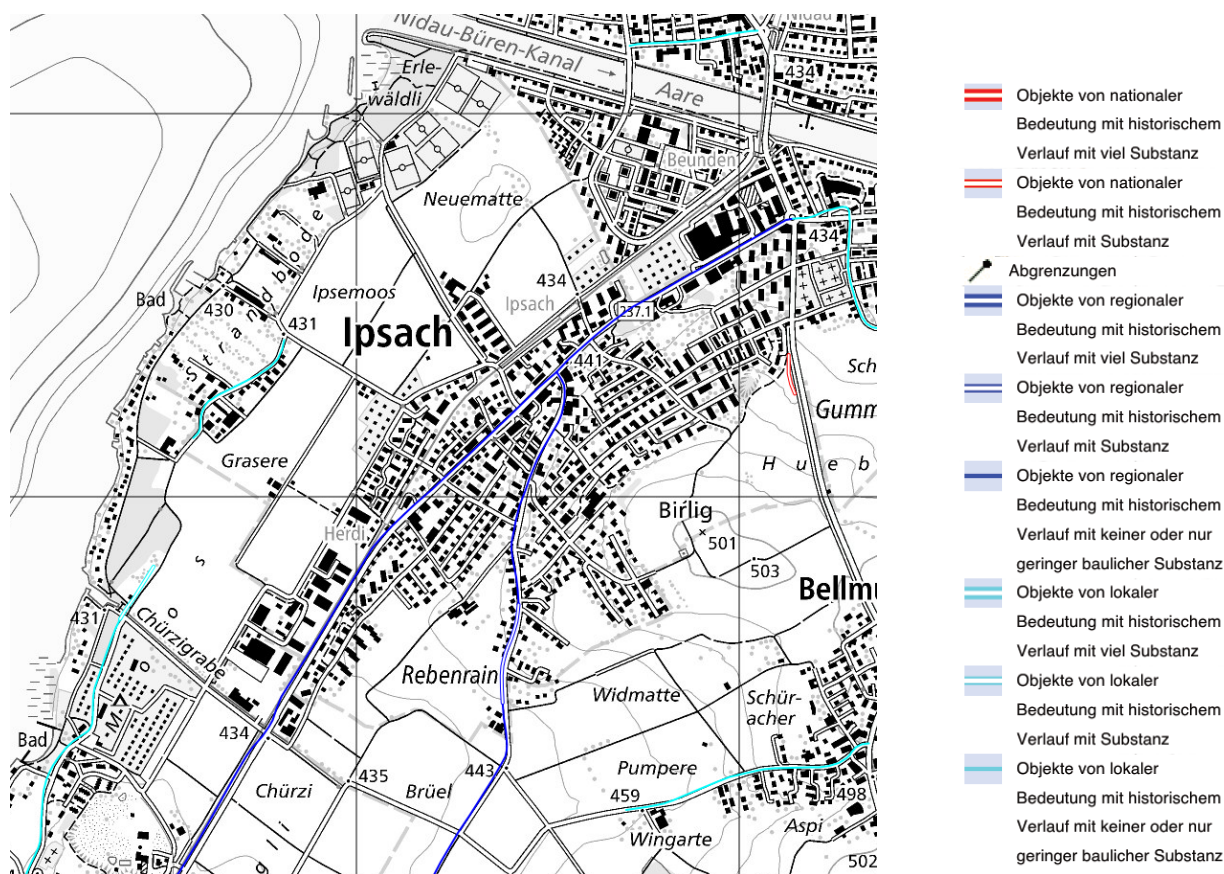 Nidau-Büren-Kanal
Nidau
Erle-
wäldli
434
Aare
Beunden
Neuematte
Strandbode
434
Ipsemoos
434
Bad
Ipsach
430
431
237.1
Ipsach
441
Sch
Gumm
Grasere
Hueb
Birlig
Herdi
501
503
os
Bellmu
431
Chürzigrabe
Rebenrain
Widmatte
Schür-
acher
M
Bad
434
443
435
Pumpere
Chürzi
Brüel
459
498
Wingarte
Aspi
gi
502
Objekte von nationaler
Bedeutung mit historischem
Verlauf mit viel Substanz
Objekte von nationaler
Bedeutung mit historischem
Verlauf mit Substanz
Abgrenzungen
Objekte von regionaler
Bedeutung mit historischem
Verlauf mit viel Substanz
Objekte von regionaler
Bedeutung mit historischem
Verlauf mit Substanz
Objekte von regionaler
Bedeutung mit historischem
Verlauf mit keiner oder nur
geringer baulicher Substanz
Objekte von lokaler
Bedeutung mit historischem
Verlauf mit viel Substanz
Objekte von lokaler
Bedeutung mit historischem
Verlauf mit Substanz
Objekte von lokaler
Bedeutung mit historischem
Verlauf mit keiner oder nur
geringer baulicher Substanz